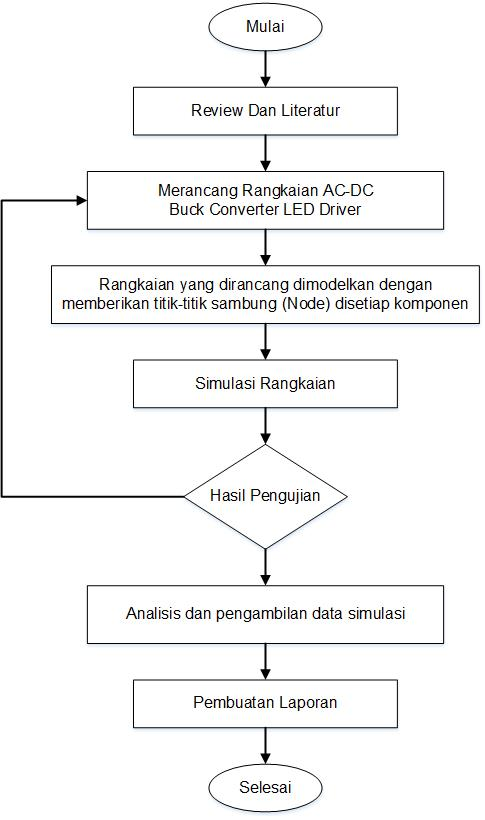 Mulai
Review Dan Literatur
Merancang Rangkaian AC-DC
Buck Converter LED Driver
Rangkaian yang dirancang dimodelkan dengan
memberikan titik-titik sambung (Node) disetiap komponen
Simulasi Rangkaian
Hasil Pengujian
Analisis dan pengambilan data simulasi
Pembuatan Laporan
Selesai